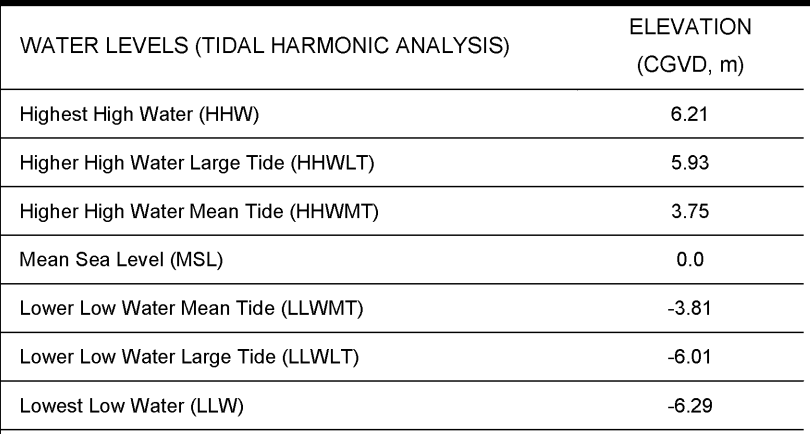 WATER LEVELS (TIDAL HARMONIC ANALYSIS) ELEVATION (CGVD, m)
Highest High Water (HHW) 6.21
Higher High Water Large Tide (HHWLT) 5.93
Higher High Water Mean Tide (HHWMT) 3.75
Mean Sea Level (MSL) 0.0
Lower Low Water Mean Tide (LLWMT) -3.81
Lower Low Water Large Tide (LLWLT) -6.01
Lowest Low Water (LLW) -6.29